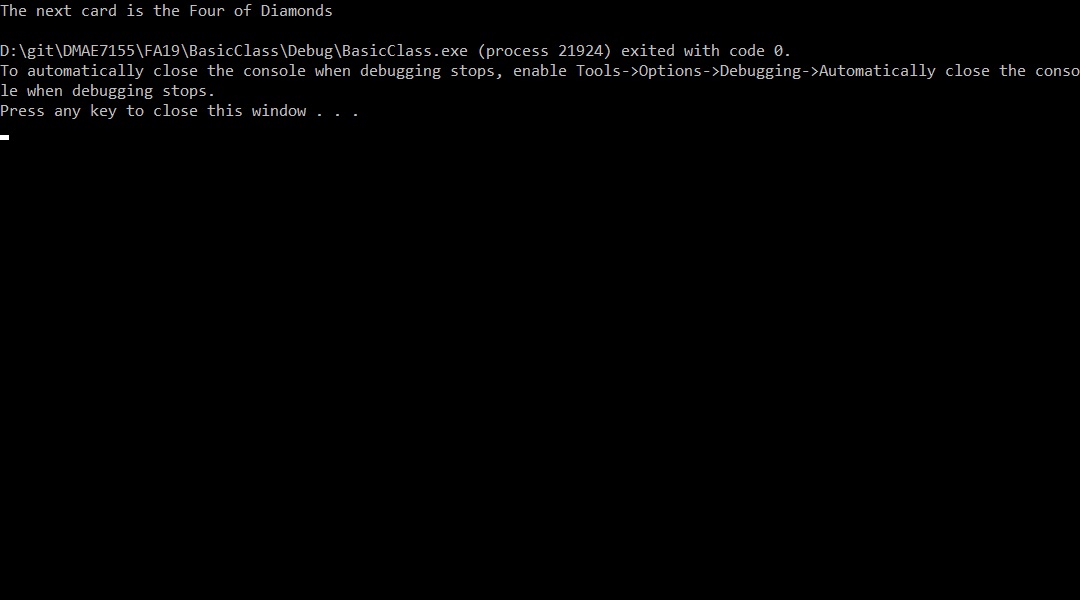 The next card is the Four of Diamonds
D:\git\DMAE7155\FA19\BasicClass\Debug\BasicClass.exe (process 21924) exited with code 0.
To automatically close the console when debugging stops, enable Tools->Options->Debugging->Automatically close the conso
le when debugging stops.
Press any key to close this window . . .